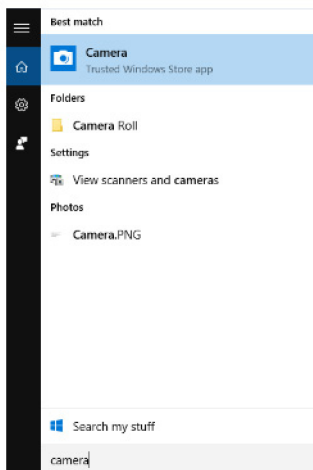 Best match
Camera
Trusted Windows Store app
Folders
Camera Roll
Settings
View scanners and cameras
Photos
Camera.PNG
Search my stuff
camera